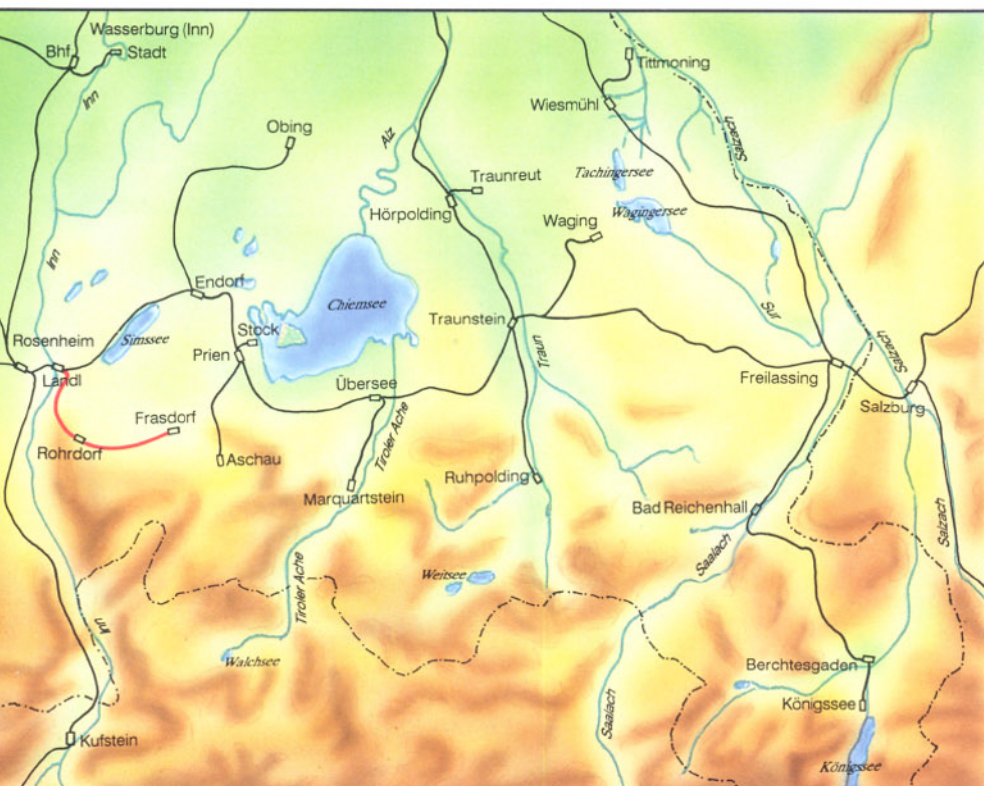 Wasserburg (Inn)
Bhf
Stadt
Tittmoning
Inn
Wiesmühl
Obing
Alz
Salzach
Traunreut
Tachingersee
Hörpolding
Waging
Wagingersee
Inn
Endorf
Chiemsee
Sur
Stock
Traunstein
Rosenheim
Simssee
Prien
Traun
Salzach
Landl
Übersee
Freilassing
Salzburg
Frasdorf
Tiroler Ache
Rohrdorf
Aschau
Ruhpolding
Marquartstein
Bad Reichenhall
Salzach
Saalach
Weitsee
Tiroler Ache
Inn
Walchsee
Berchtesgaden
Königssee
Saalach
Kufstein
Königssee